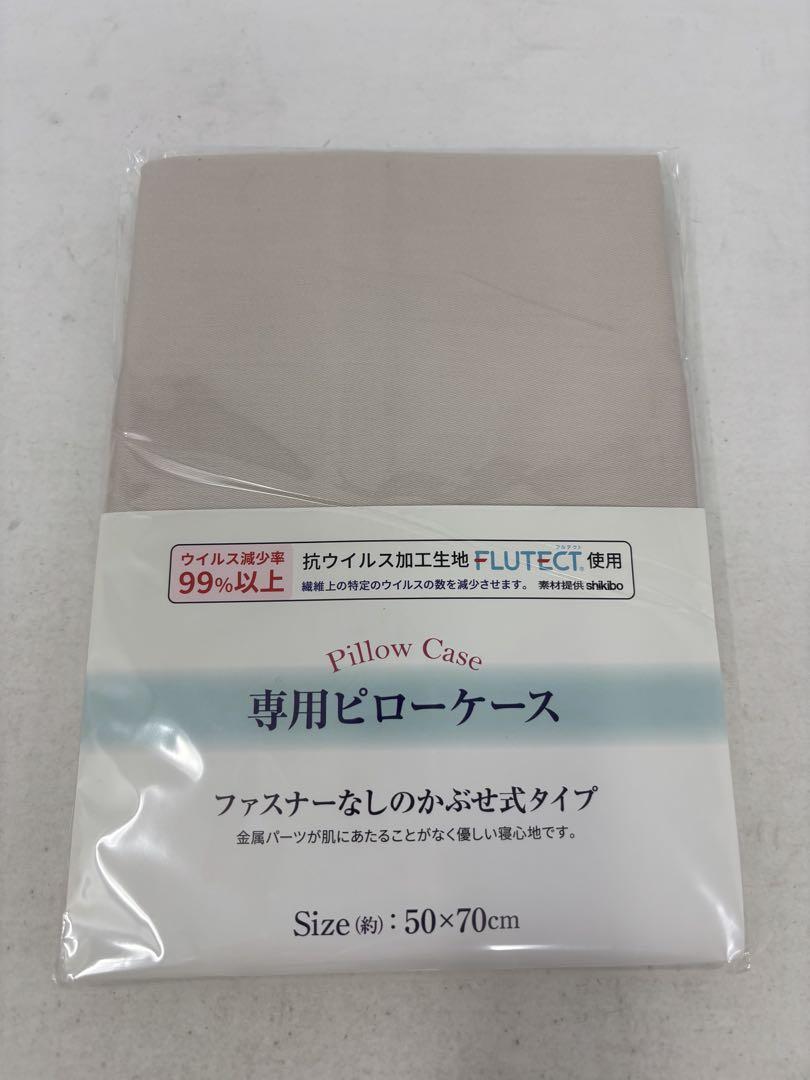 ウイルス減少率
99%以上
抗ウイルス加工生地 FLUTECT® 使用
フルテクト
繊維上の特定のウイルスの数を減少させます。 素材提供 shikibo
Pillow Case
専用ピローケース
ファスナーなしのかぶせ式タイプ
金属パーツが肌にあたることがなく優しい寝心地です。
Size(約):50×70cm